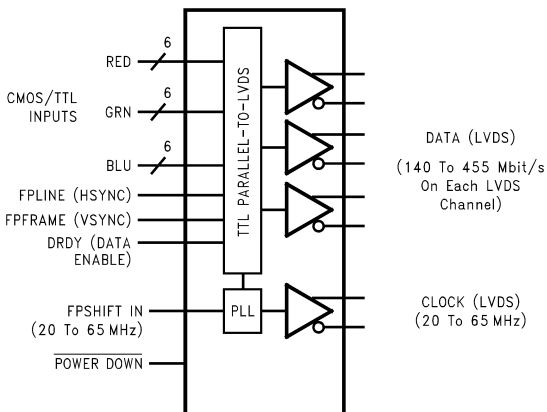 RED
6
CMOS/TTL
INPUTS
GRN
6
BLU
6
FPLINE (HSYNC)
FPFRAME (VSYNC)
DRDY (DATA
ENABLE)
FPSHIFT IN
(20 To 65 MHz)
POWER DOWN
TTL PARALLEL-TO-LVDS
PLL
DATA (LVDS)
(140 To 455 Mbit/s
On Each LVDS
Channel)
CLOCK (LVDS)
(20 To 65 MHz)